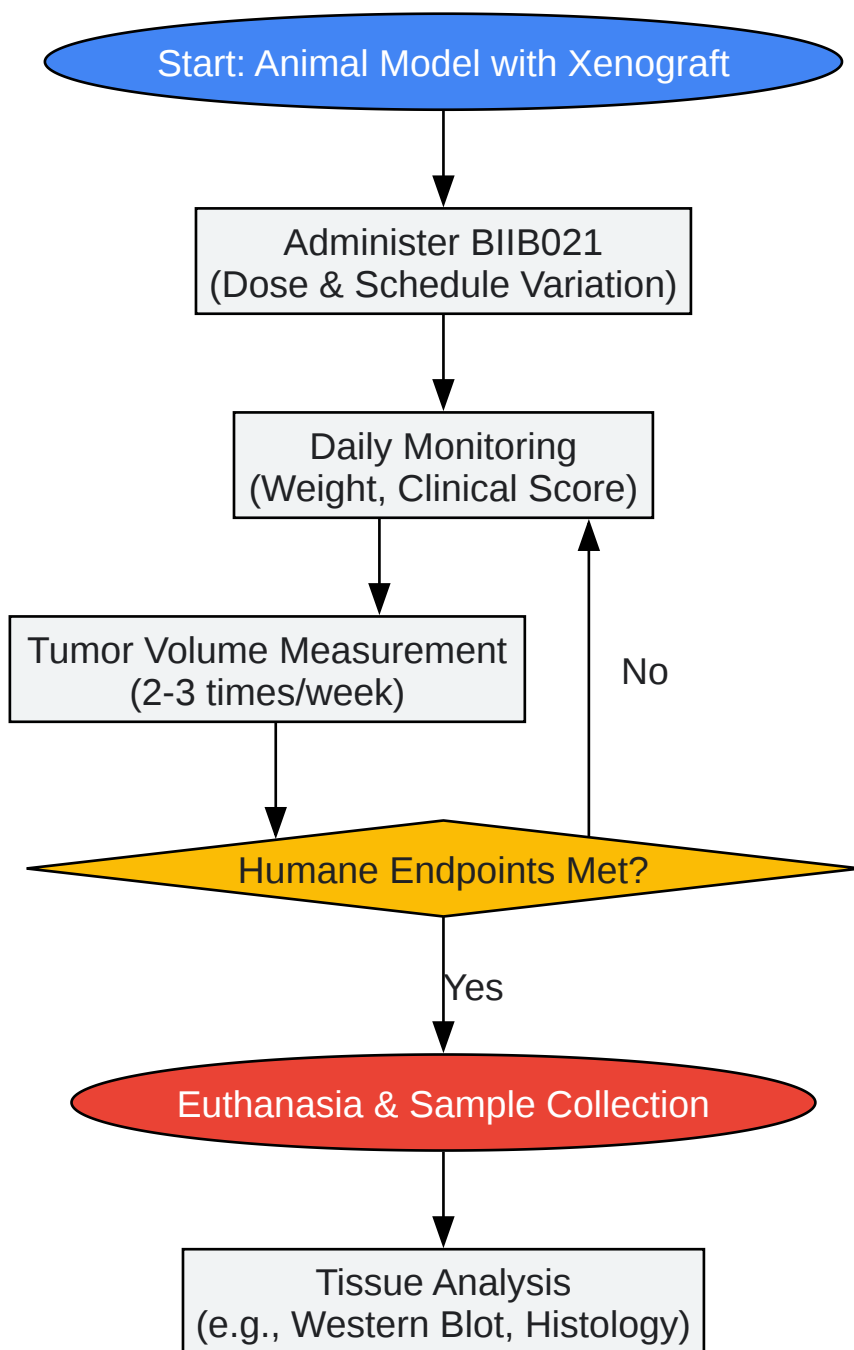 Start: Animal Model with Xenograft
Administer BIIB021
(Dose & Schedule Variation)
Daily Monitoring
(Weight, Clinical Score)
Tumor Volume Measurement
(2-3 times/week)
No
Humane Endpoints Met?
Yes
Euthanasia & Sample Collection
Tissue Analysis
(e.g., Western Blot, Histology)